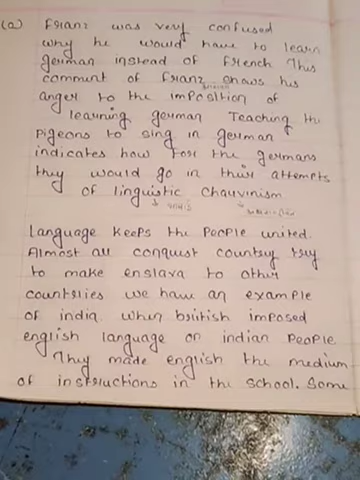 (a) Franz was very confused
why he would have to learn
german instead of French This
comment of Franz shows his
anger to the imposition of
learning german Teaching the
pigeons to sing in german
indicates how for the germans
they would go in their attempts
of linguistic chauvinism
Language keeps the people united
Almost all conquist country try
to make enslava to other
countries we have an example
of india when british imposed
english language on indian people
They made english the medium
of instructions in the school. Some